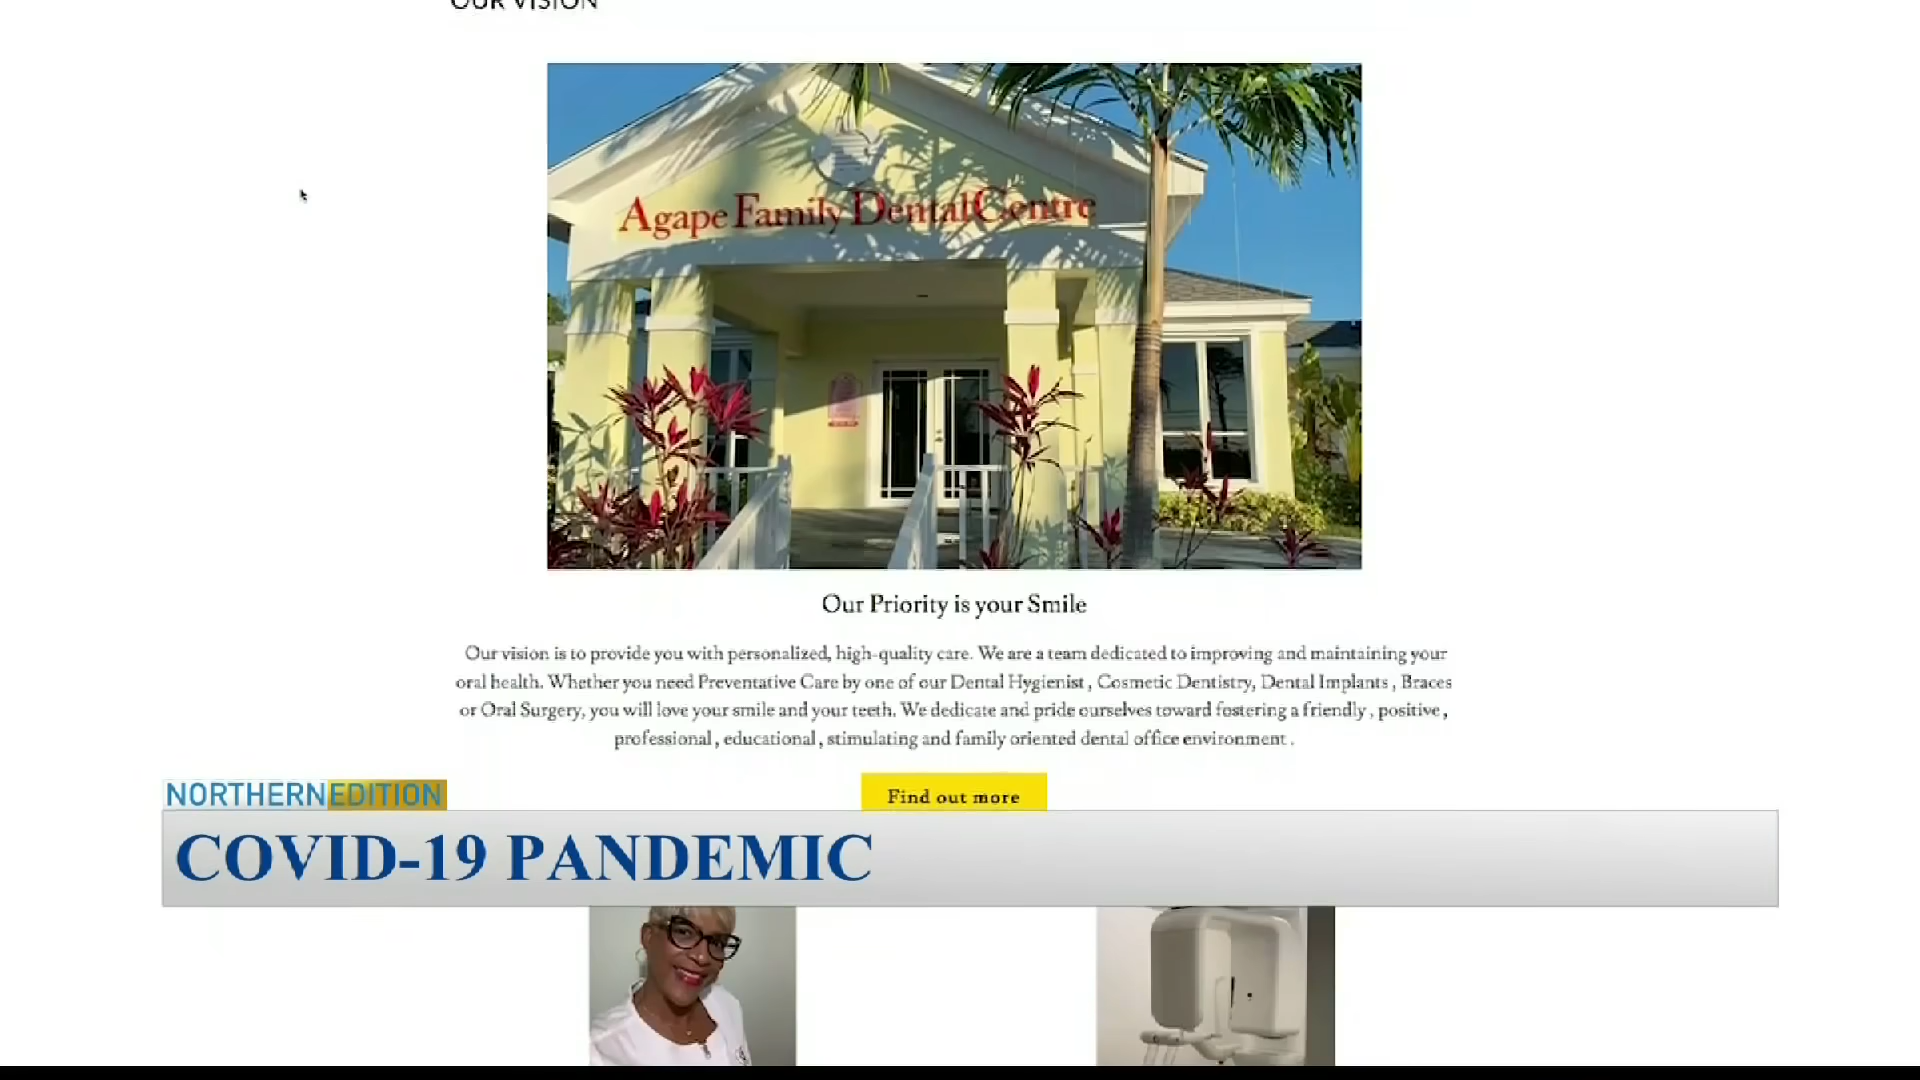 OUR VISION
Agape Family Dental Centre
Our Priority is your Smile
Our vision is to provide you with personalized, high-quality care. We are a team dedicated to improving and maintaining your
oral health. Whether you need Preventative Care by one of our Dental Hygienist , Cosmetic Dentistry, Dental Implants , Braces
or Oral Surgery, you will love your smile and your teeth. We dedicate and pride ourselves toward fostering a friendly , positive ,
professional , educational , stimulating and family oriented dental office environment .
Find out more
NORTHERN EDITION
COVID-19 PANDEMIC